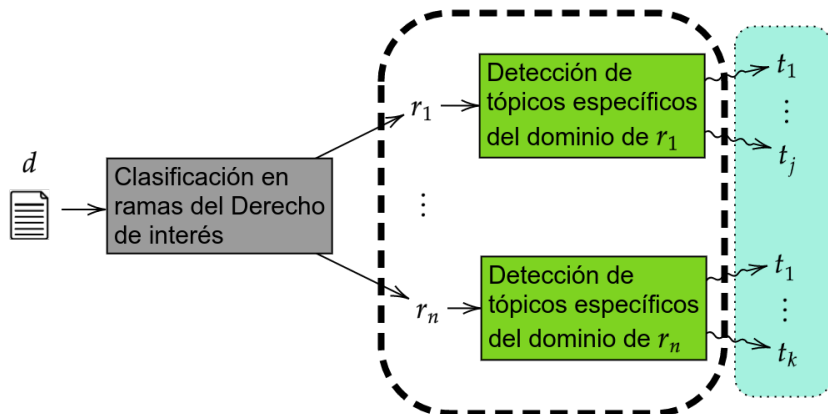 d
Clasificación en
ramas del Derecho
de interés
r₁
⋮
rₙ
Detección de
tópicos específicos
del dominio de r₁
Detección de
tópicos específicos
del dominio de rₙ
t₁
⋮
tⱼ
t₁
⋮
tₖ